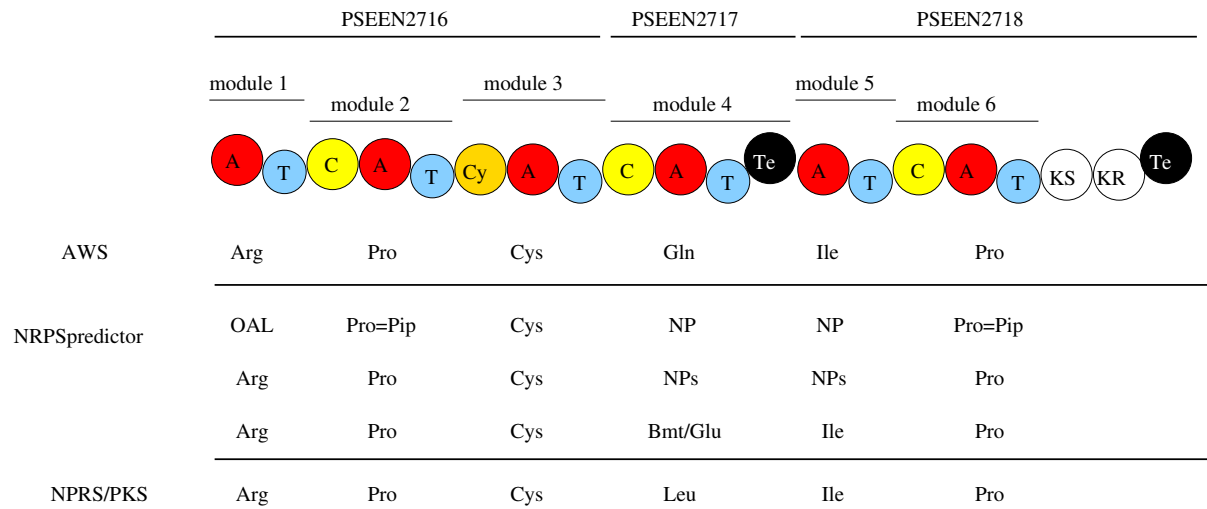 PSEEN2716 PSEEN2717 PSEEN2718
module 1 module 3 module 5
module 2 module 4 module 6
A T C A T Cy A T C A T Te A T C A T KS KR Te
AWS Arg Pro Cys Gln Ile Pro
OAL Pro=Pip Cys NP NP Pro=Pip
NRPSpredictor
Arg Pro Cys NPs NPs Pro
Arg Pro Cys Bmt/Glu Ile Pro
NPRS/PKS Arg Pro Cys Leu Ile Pro